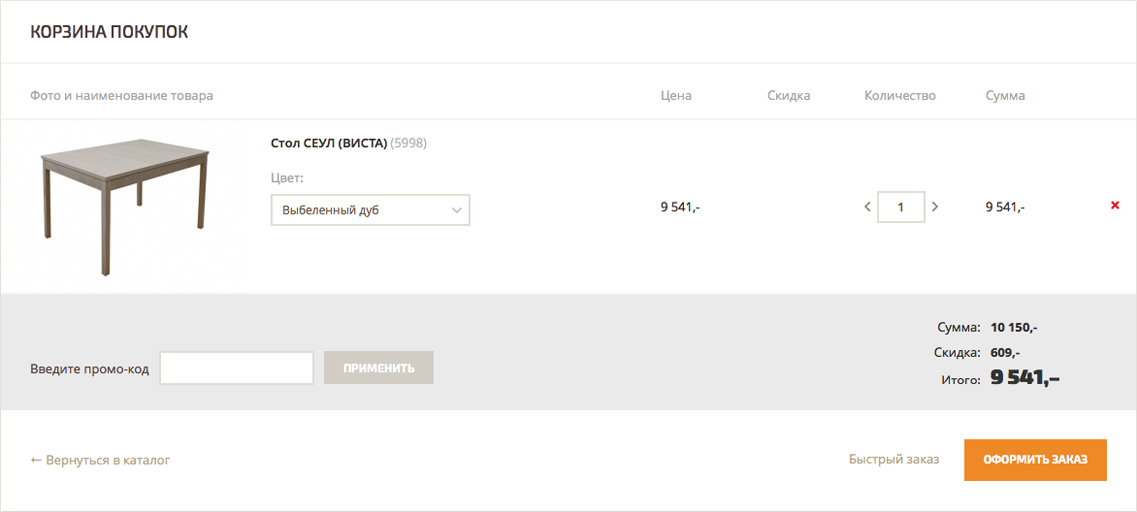 КОРЗИНА ПОКУПОК
Фото и наименование товара Цена Скидка Количество Сумма
Стол СЕУЛ (ВИСТА) (5998)
Цвет:
Выбеленный дуб 9 541,- 1 9 541,-
Сумма: 10 150,-
Скидка: 609,-
Введите промо-код ПРИМЕНИТЬ
Итого: 9 541,-
← Вернуться в каталог Быстрый заказ ОФОРМИТЬ ЗАКАЗ